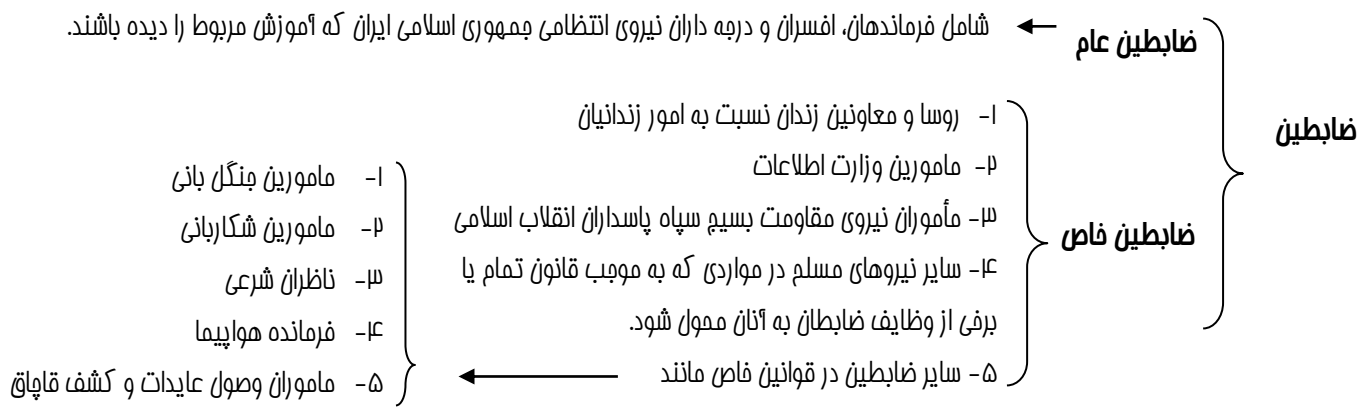 ضابطین
ضابطین عام
شامل فرماندهان، افسران و درجه داران نیروی انتظامی جمهوری اسلامی ایران که آموزش مربوط را دیده باشند.
ضابطین خاص
۱- روسا و معاونین زندان نسبت به امور زندانیان
۲- مامورین وزارت اطلاعات
۳- مأموران نیروی مقاومت بسیج سپاه پاسداران انقلاب اسلامی
۴- سایر نیروهای مسلح در مواردی که به موجب قانون تمام یا
برخی از وظایف ضابطان به آنان محول شود.
۵- سایر ضابطین در قوانین خاص مانند
۱- مامورین جنگل بانی
۲- مامورین شکاربانی
۳- ناظران شرعی
۴- فرمانده هواپیما
۵- ماموران وصول عایدات و کشف قاچاق